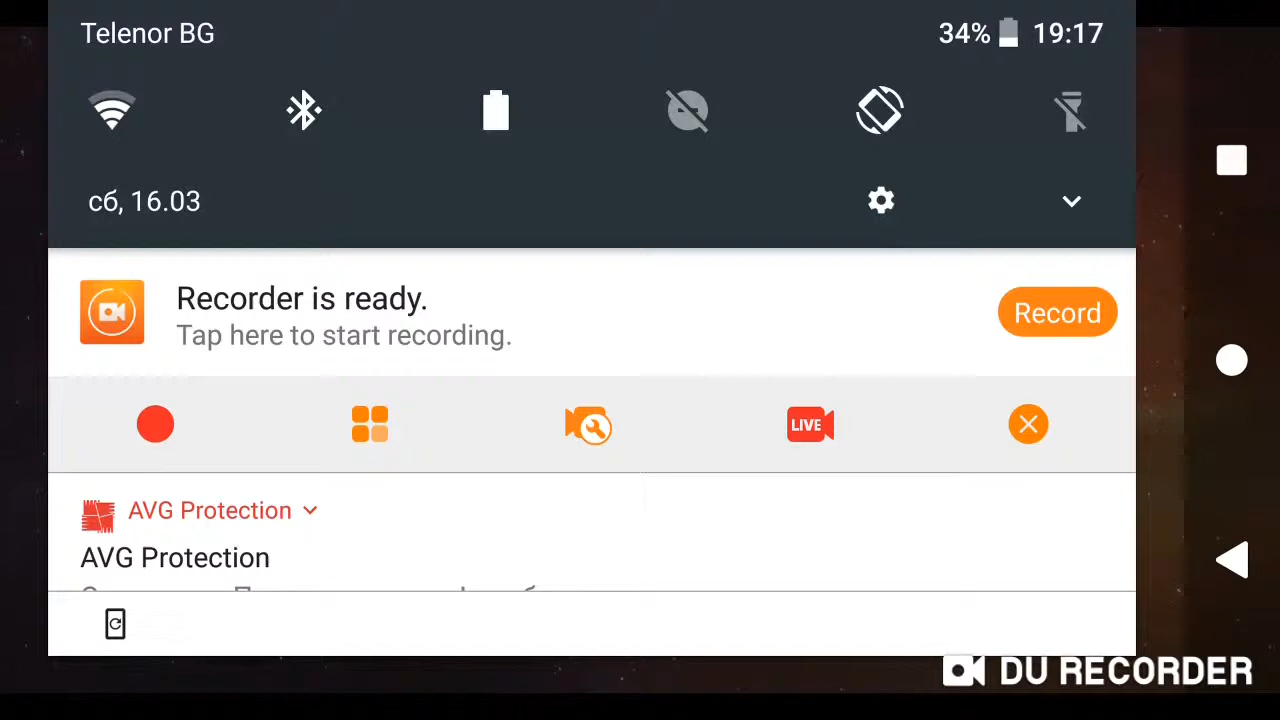 Telenor BG
34% 19:17
сб, 16.03
Recorder is ready.
Tap here to start recording.
Record
LIVE
AVG Protection
AVG Protection
DU RECORDER